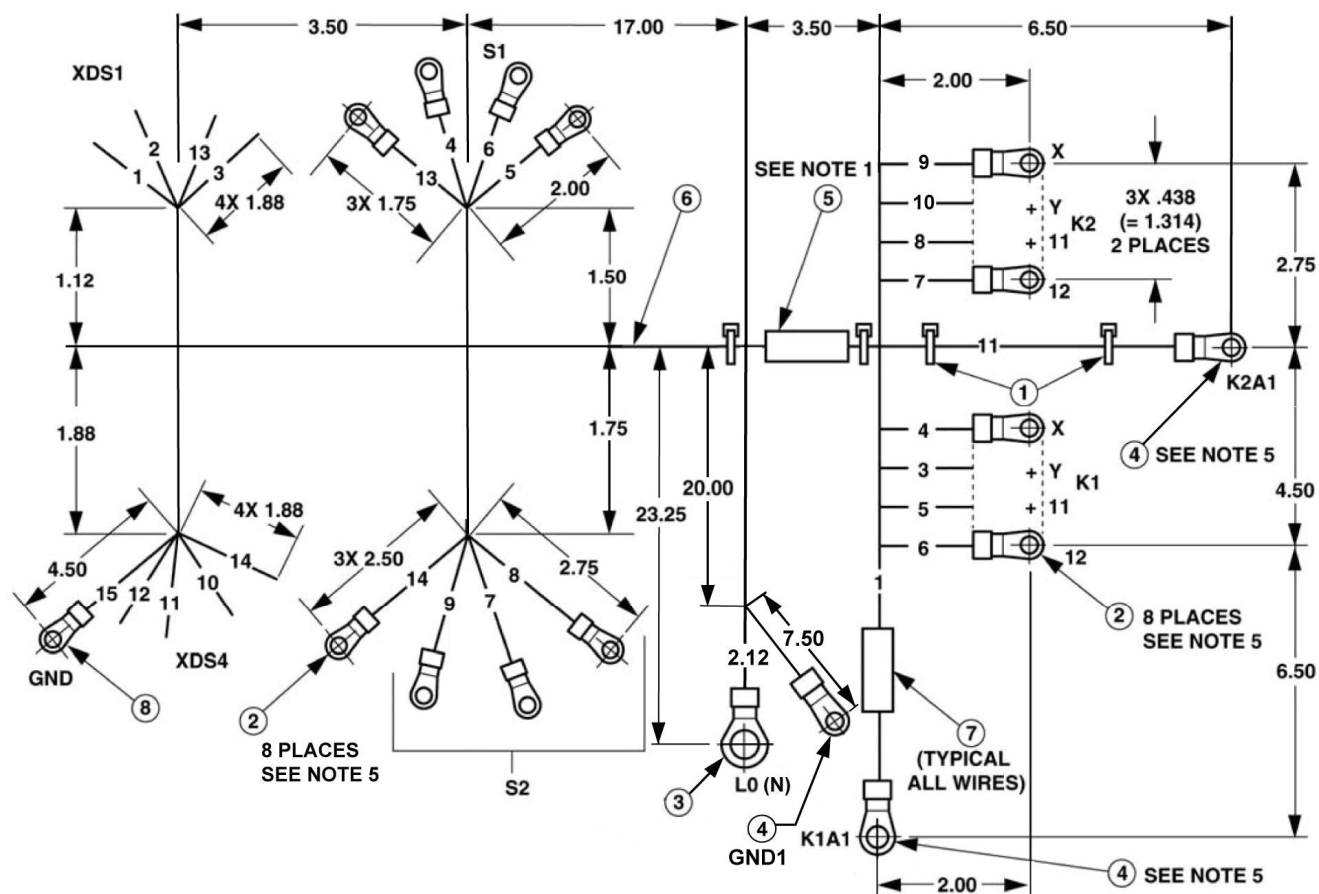 3.50
17.00
3.50
6.50
XDS1
S1
2.00
2
13
1
3
4X 1.88
4
6
13
5
3X 1.75
2.00
SEE NOTE 1
6
5
9
X
10
Y
K2
8
11
7
12
3X .438
(= 1.314)
2 PLACES
2.75
1.12
1.50
11
1
K2A1
4 SEE NOTE 5
1.88
1.75
20.00
23.25
4
X
3
Y
K1
5
11
6
12
4.50
4X 1.88
4.50
14
15
12
11
10
GND
XDS4
8
3X 2.50
2.75
14
9
7
8
2
8 PLACES
SEE NOTE 5
S2
2.12
7.50
1
2 8 PLACES
SEE NOTE 5
6.50
3
L0 (N)
4
GND1
7
(TYPICAL
ALL WIRES)
K1A1
4 SEE NOTE 5
2.00